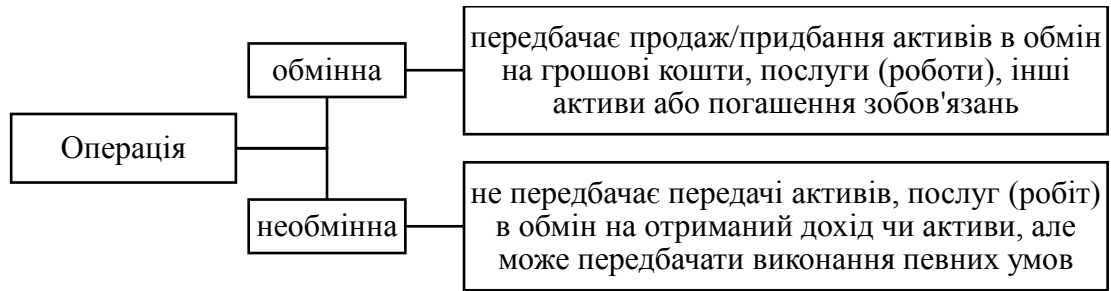 Операція
обмінна
передбачає продаж/придбання активів в обмін
на грошові кошти, послуги (роботи), інші
активи або погашення зобов'язань
необмінна
не передбачає передачі активів, послуг (робіт)
в обмін на отриманий дохід чи активи, але
може передбачати виконання певних умов